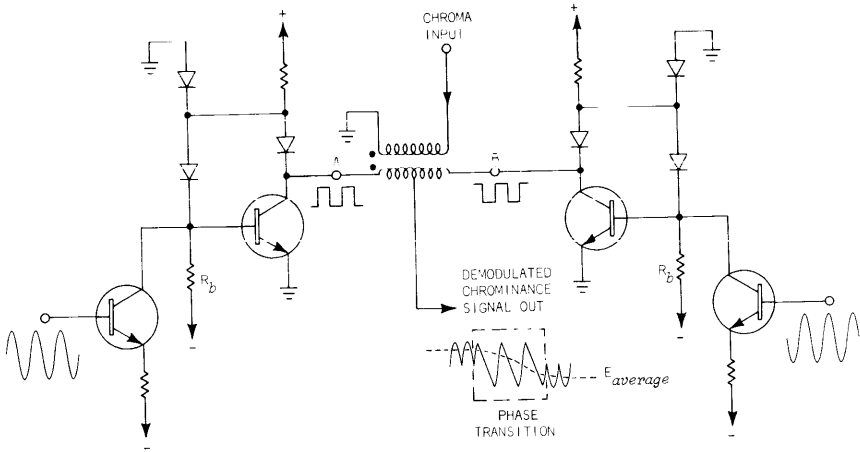 +
CHROMA
INPUT
+
A
B
R_b
R_b
DEMODULATED
CHROMINANCE
SIGNAL OUT
-
-
E_average
PHASE
TRANSITION
-
-